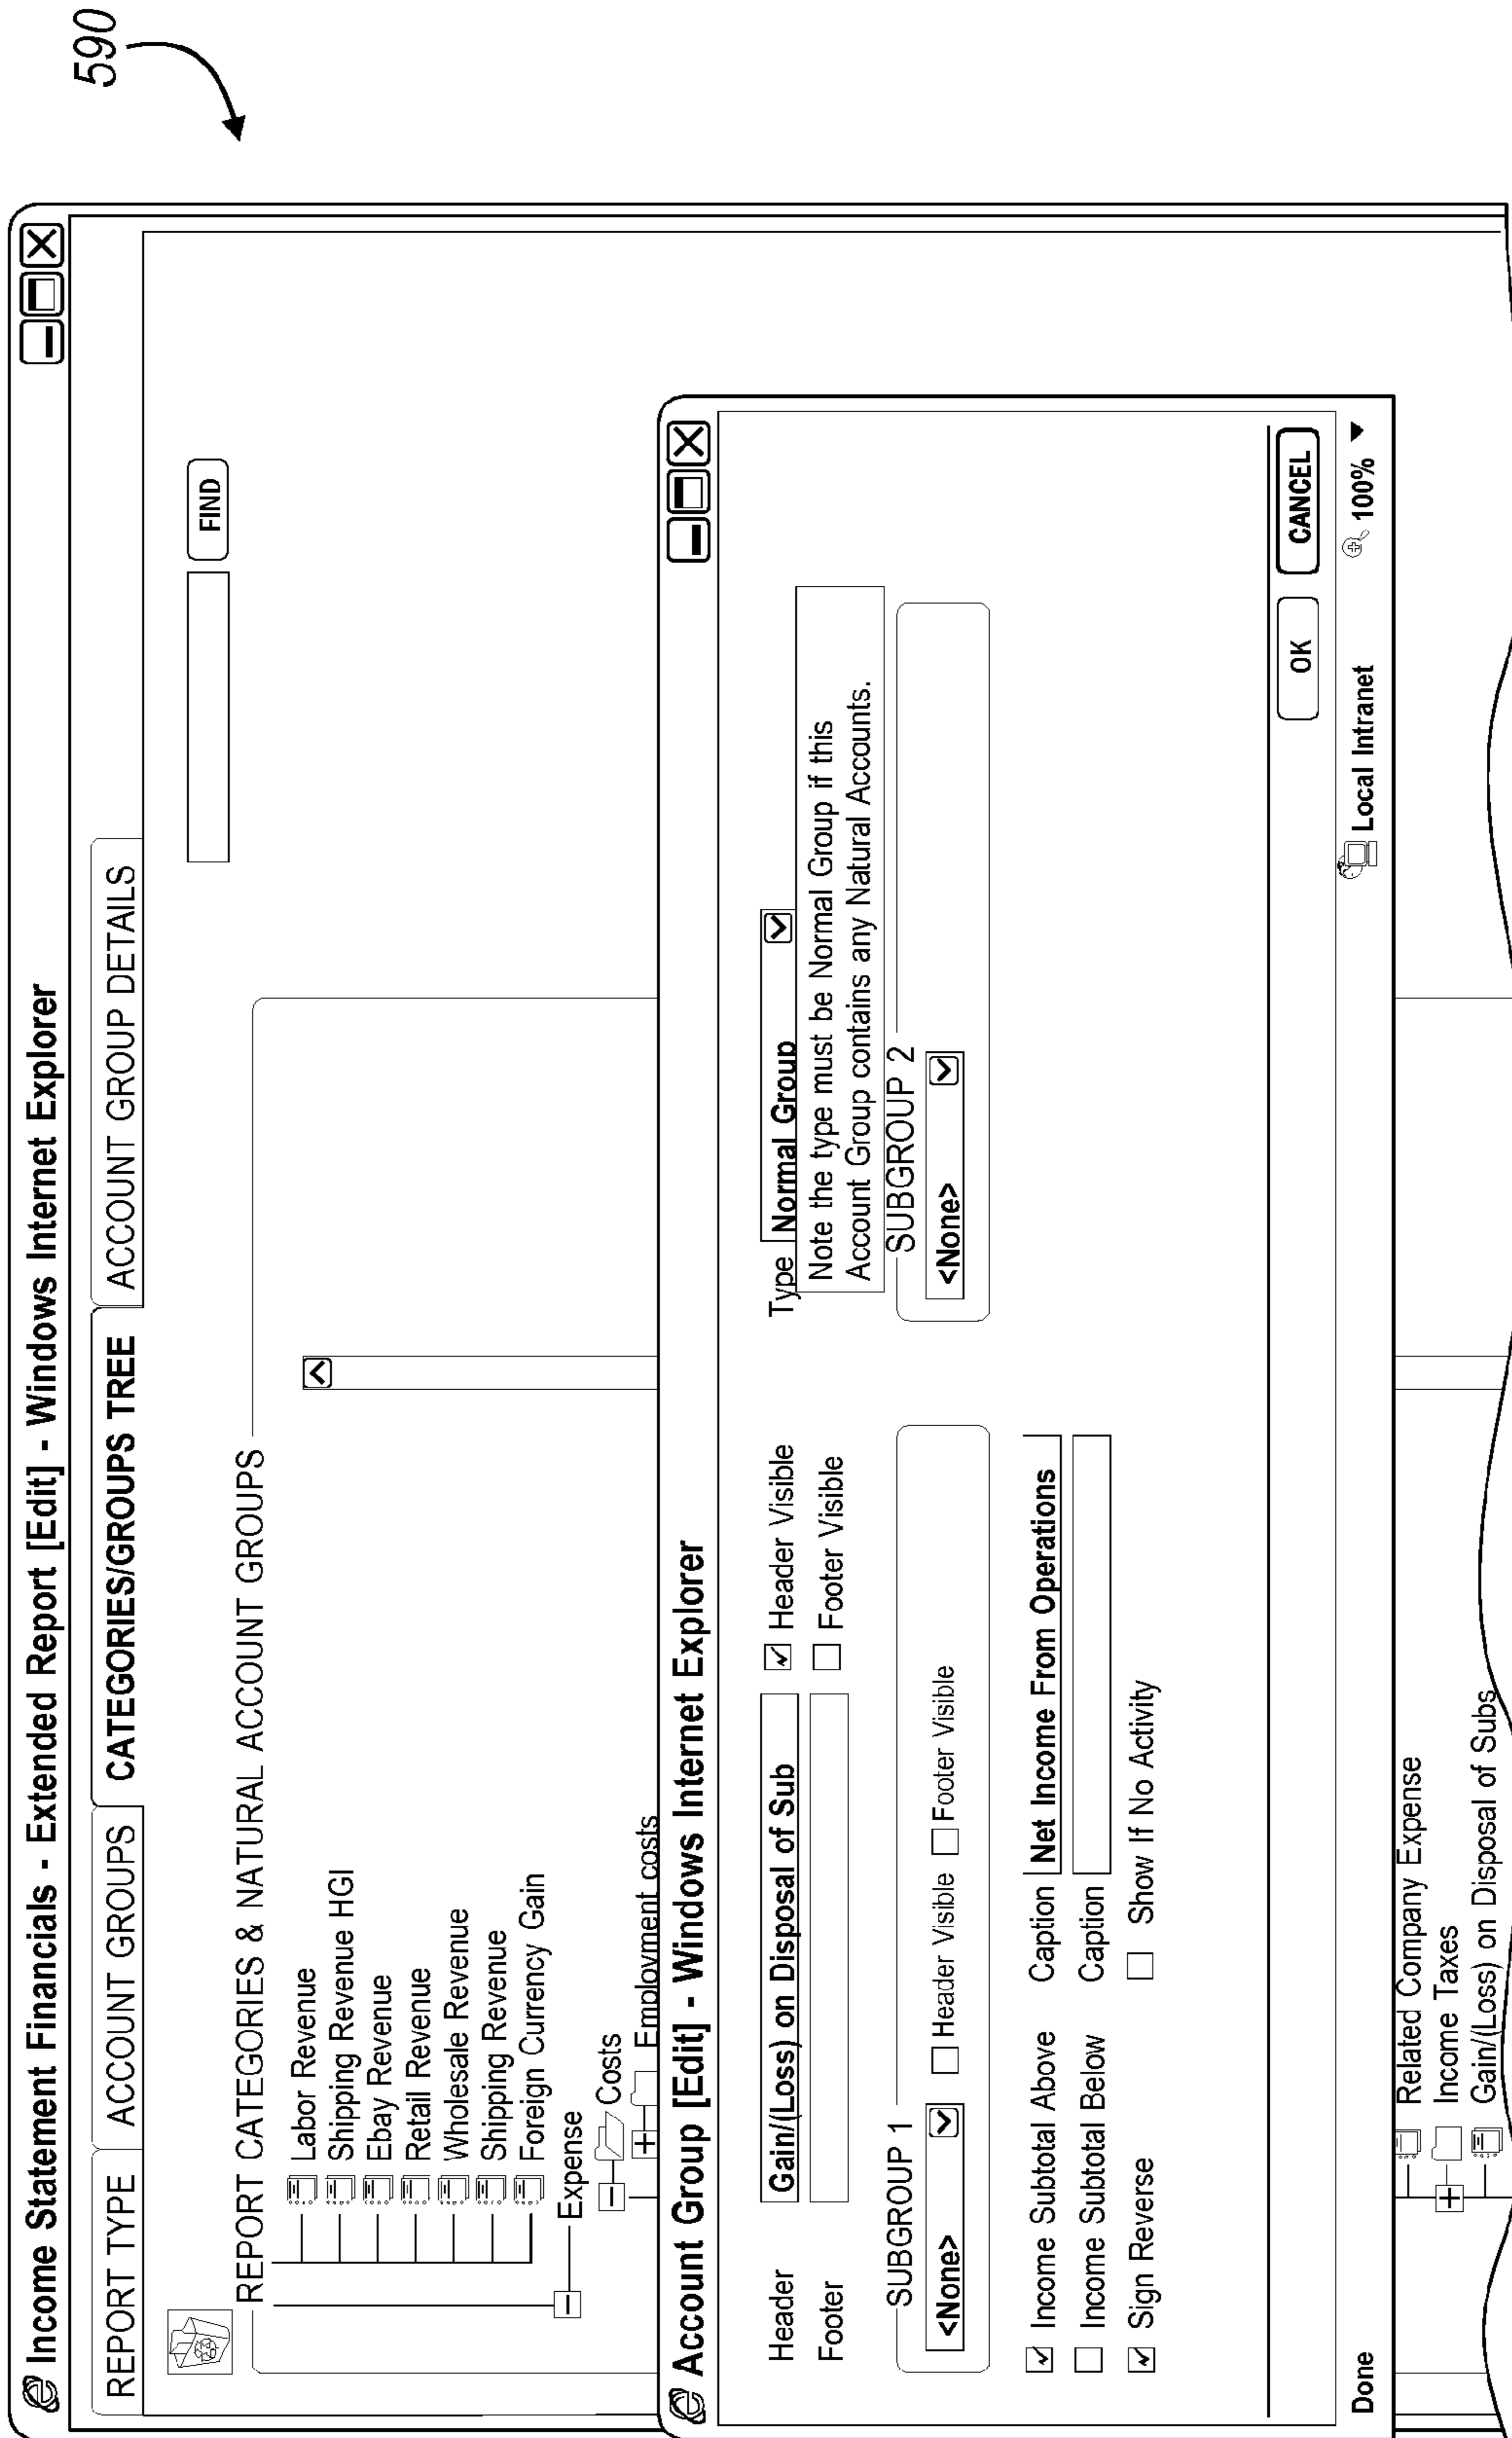 590
Income Statement Financials - Extended Report [Edit] - Windows Internet Explorer
REPORT TYPE ACCOUNT GROUPS CATEGORIES/GROUPS TREE ACCOUNT GROUP DETAILS
FIND
REPORT CATEGORIES & NATURAL ACCOUNT GROUPS
Labor Revenue
Shipping Revenue HGI
Ebay Revenue
Retail Revenue
Wholesale Revenue
Shipping Revenue
Foreign Currency Gain
Expense
Costs
Employment costs
Account Group [Edit] - Windows Internet Explorer
Header Gain/(Loss) on Disposal of Sub Header Visible Type Normal Group
Footer Footer Visible
Note the type must be Normal Group if this
Account Group contains any Natural Accounts.
SUBGROUP 1 SUBGROUP 2
<None> Header Visible Footer Visible <None>
Income Subtotal Above Caption Net Income From Operations
Income Subtotal Below Caption
Sign Reverse Show If No Activity
OK CANCEL
Done Local Intranet 100%
Related Company Expense
Income Taxes
Gain/(Loss) on Disposal of Subs